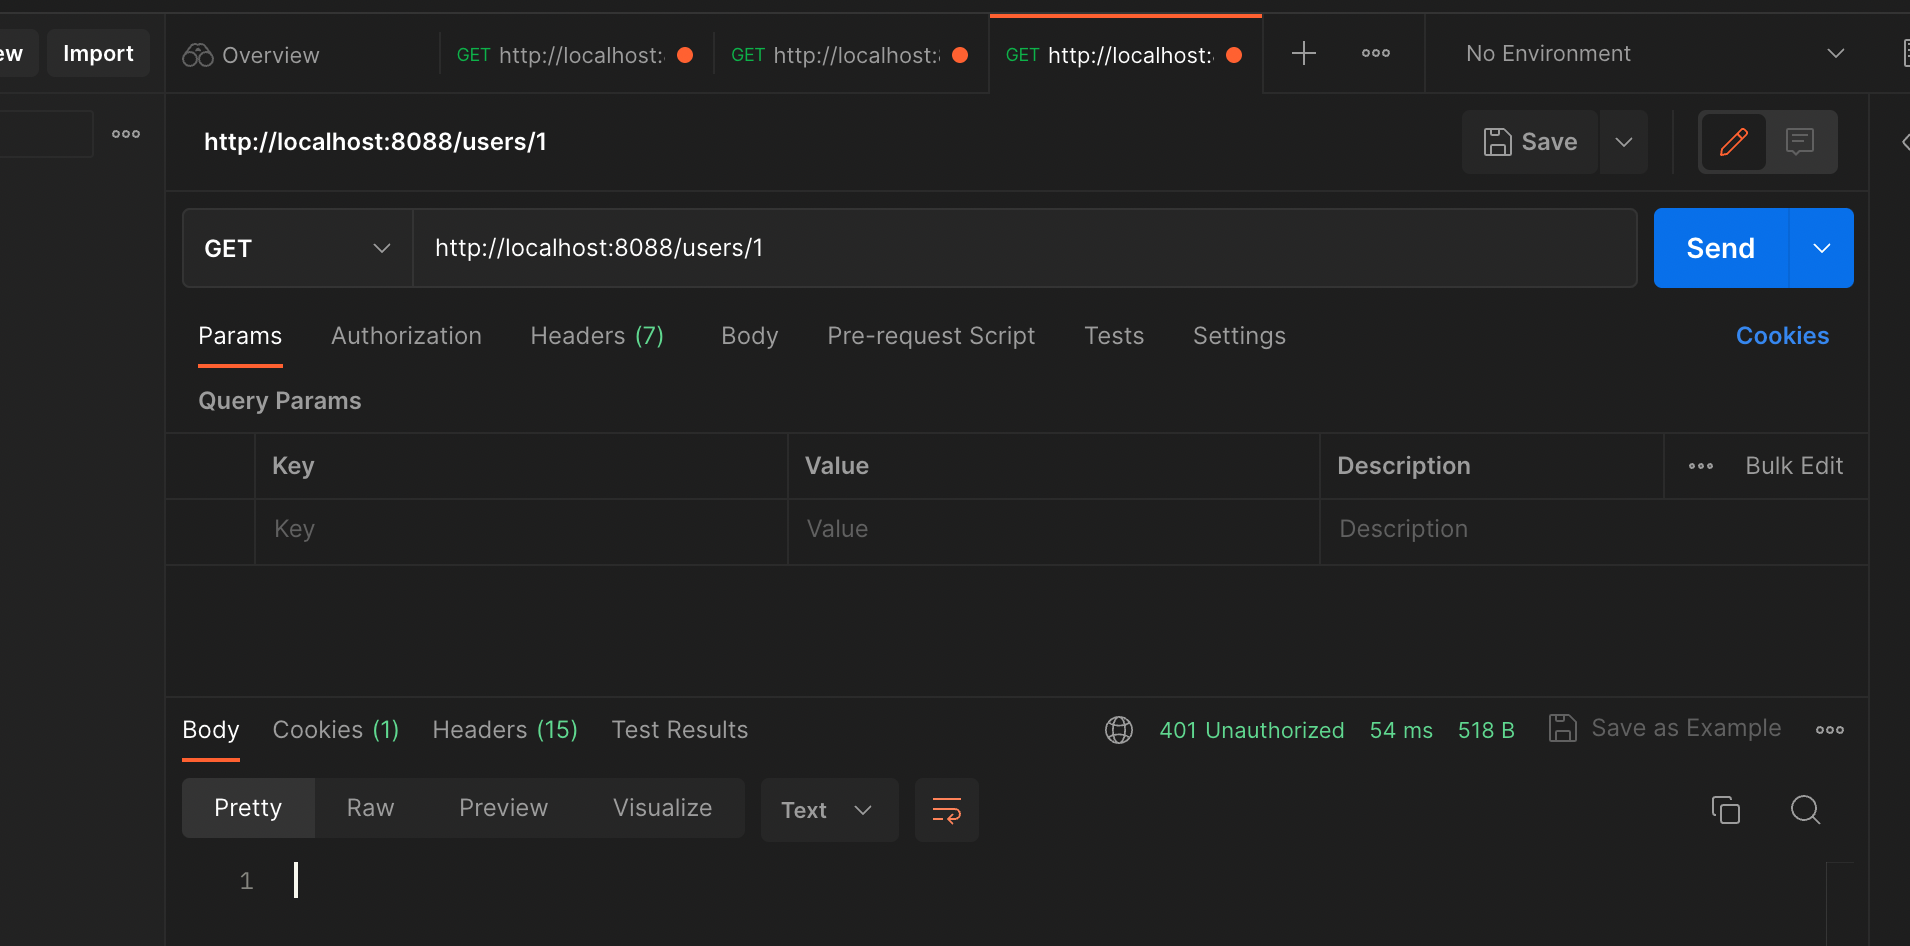 ew Import Overview GET http://localhost: GET http://localhost: GET http://localhost: No Environment
http://localhost:8088/users/1 Save
GET http://localhost:8088/users/1 Send
Params Authorization Headers (7) Body Pre-request Script Tests Settings Cookies
Query Params
Key Value Description Bulk Edit
Key Value Description
Body Cookies (1) Headers (15) Test Results 401 Unauthorized 54 ms 518 B Save as Example
Pretty Raw Preview Visualize Text
1